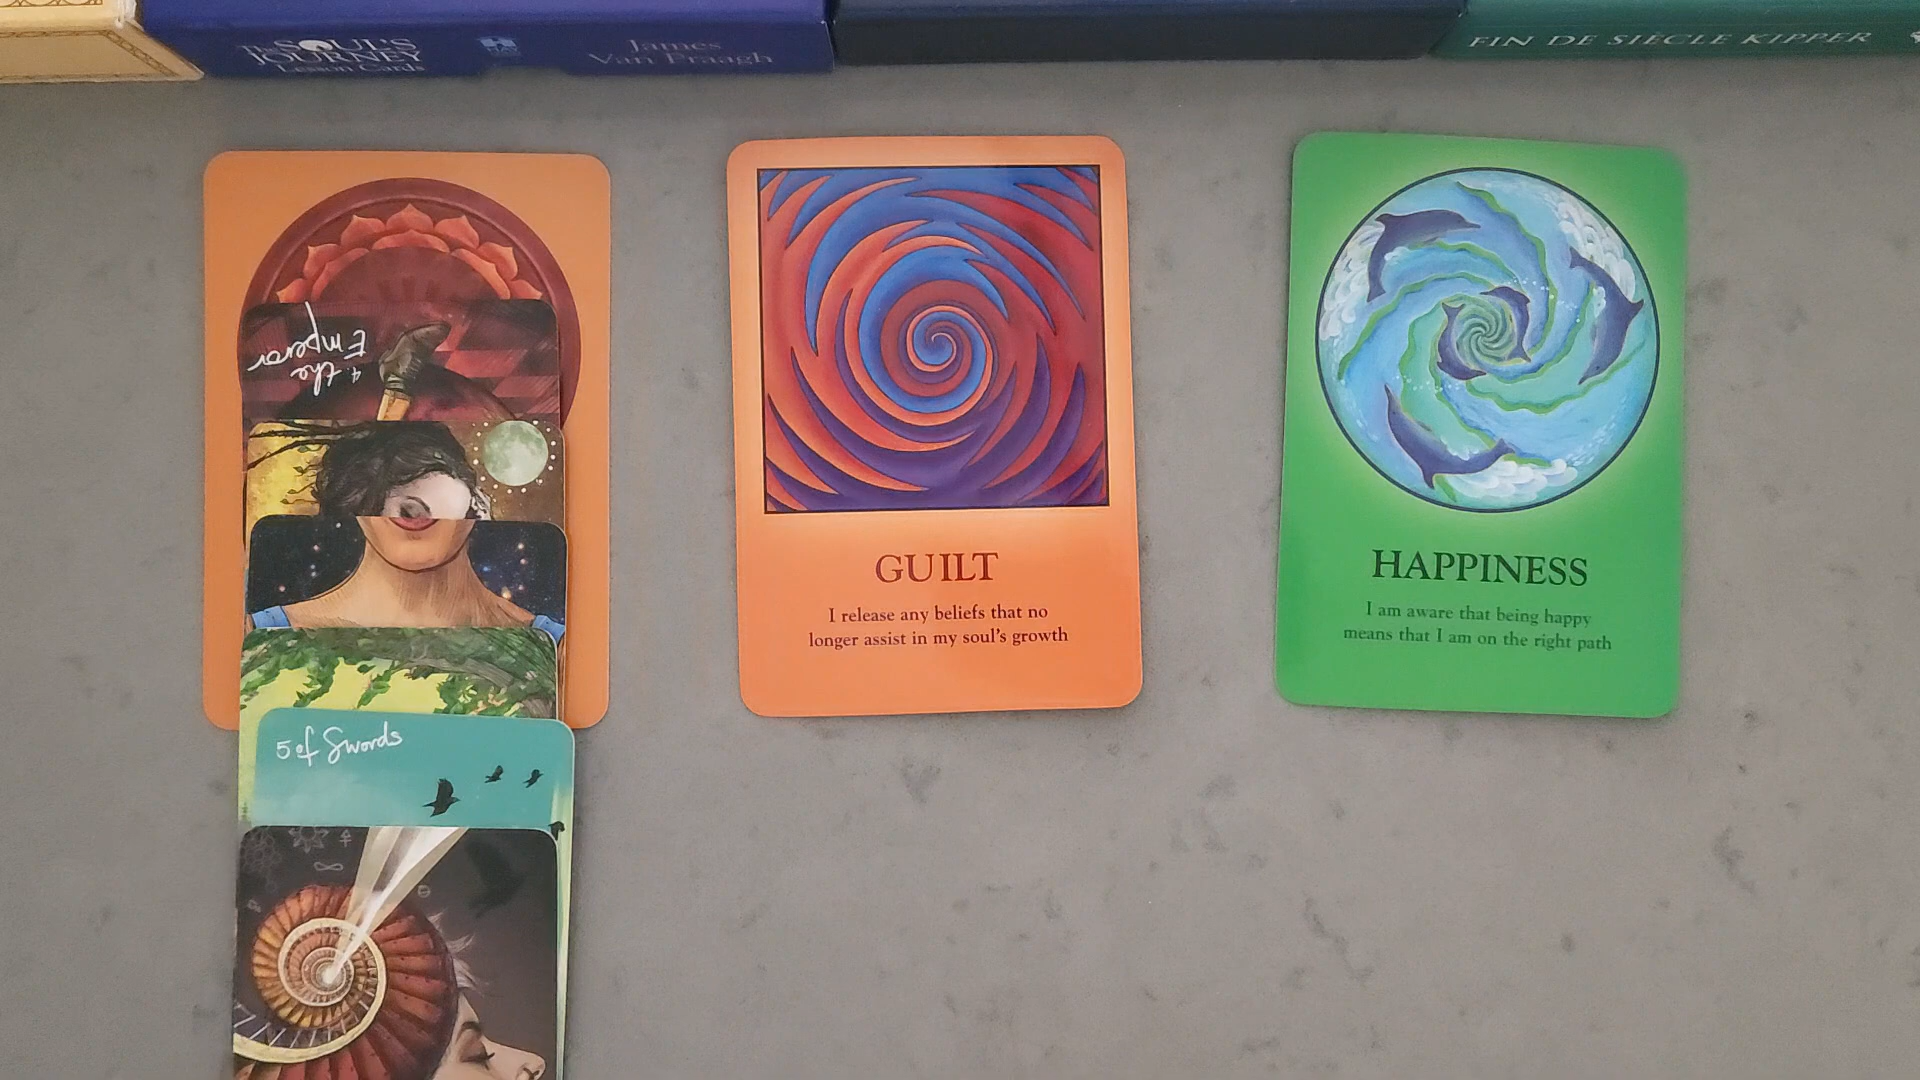 The SOUL'S
JOURNEY
Lesson Cards
James
Van Praagh
FIN DE SIÈCLE KIPPER
4. the
Emperor
5 of Swords
GUILT
I release any beliefs that no
longer assist in my soul's growth
HAPPINESS
I am aware that being happy
means that I am on the right path